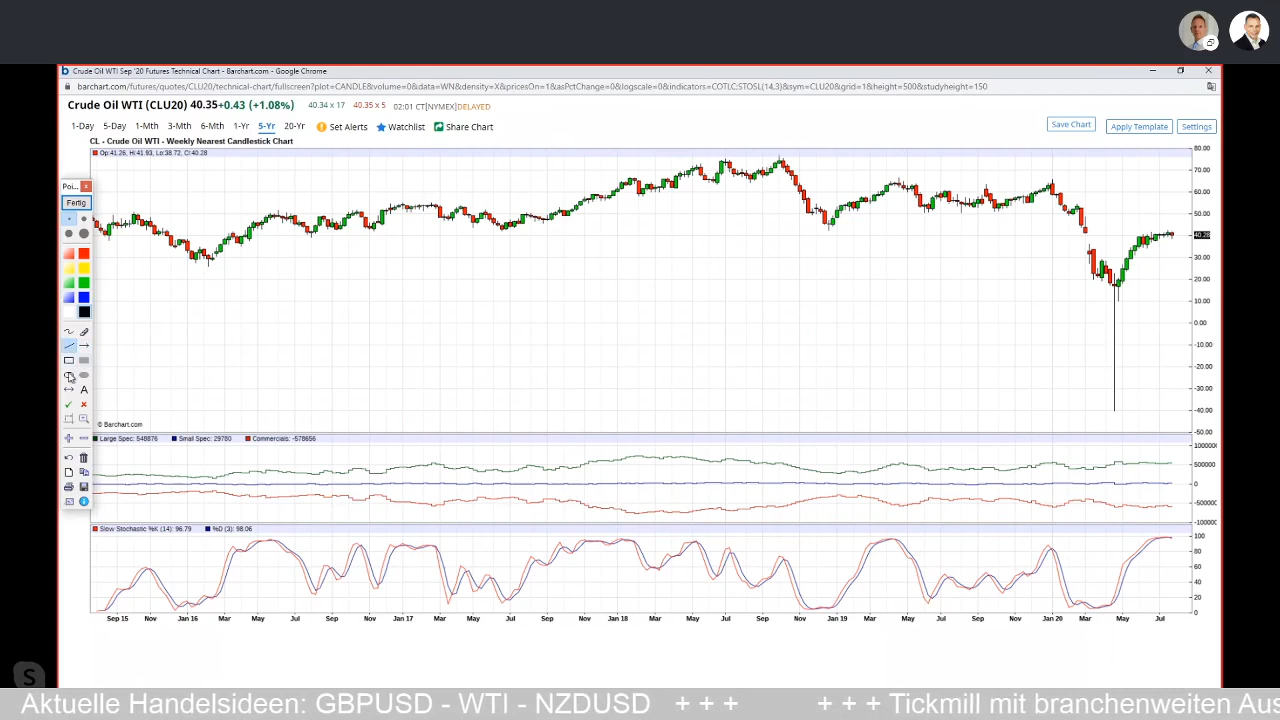 Crude Oil WTI Sep '20 Futures Technical Chart - Barchart.com - Google Chrome
barchart.com/futures/quotes/CLU20/technical-chart/fullscreen?plot=CANDLE&volume=0&data=WN&density=X&pricesOn=1&asPctChange=0&logscale=0&indicators=COTLC;STOSL(14,3)&sym=CLU20&grid=1&height=500&studyheight=150
Crude Oil WTI (CLU20) 40.35+0.43 (+1.08%) 40.34 x 17 40.35 x 5 02:01 CT[NYMEX]DELAYED
1-Day 5-Day 1-Mth 3-Mth 6-Mth 1-Yr 5-Yr 20-Yr Set Alerts Watchlist Share Chart Save Chart Apply Template Settings
CL - Crude Oil WTI - Weekly Nearest Candlestick Chart
Op:41.26, Hi:41.93, Lo:38.72, CL:40.28
80.00
70.00
60.00
50.00
40.28
30.00
20.00
10.00
0.00
-10.00
-20.00
-30.00
-40.00
-50.00
Poi...
Fertig
A
© Barchart.com
Large Spec: 548876 Small Spec: 29780 Commercials: -578656
1000000
500000
0
-500000
-100000
Slow Stochastic %K (14): 96.79 %D (3): 98.06
100
80
60
40
20
0
Sep 15 Nov Jan 16 Mar May Jul Sep Nov Jan 17 Mar May Jul Sep Nov Jan 18 Mar May Jul Sep Nov Jan 19 Mar May Jul Sep Nov Jan 20 Mar May Jul
S
Aktuelle Handelsideen: GBPUSD - WTI - NZDUSD + + + + + + Tickmill mit branchenweiten Aus